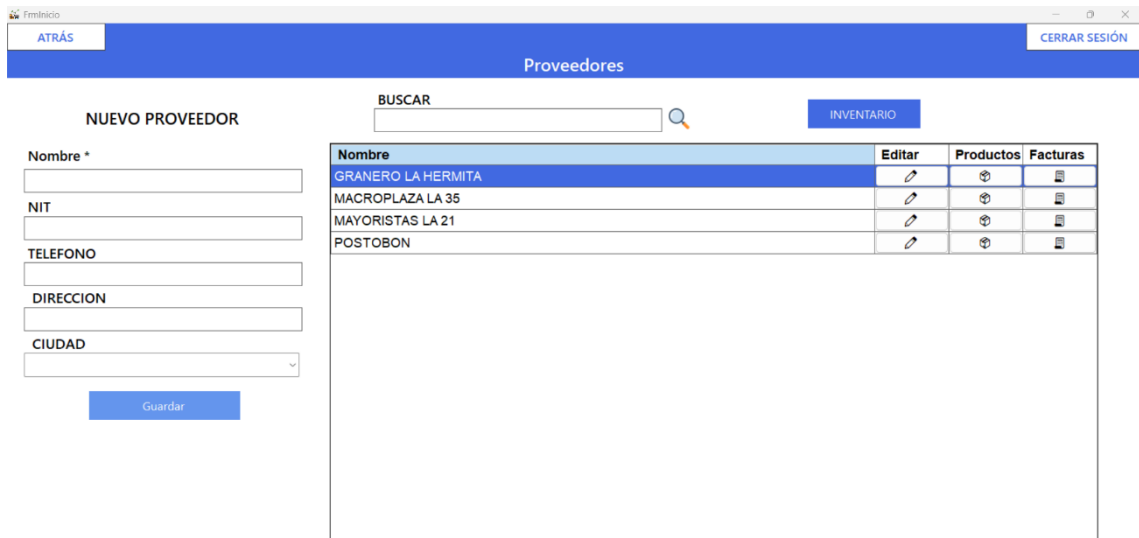 FrmInicio
ATRÁS
CERRAR SESIÓN
Proveedores
NUEVO PROVEEDOR
Nombre *
NIT
TELEFONO
DIRECCION
CIUDAD
Guardar
BUSCAR
INVENTARIO
Nombre Editar Productos Facturas
GRANERO LA HERMITA
MACROPLAZA LA 35
MAYORISTAS LA 21
POSTOBON